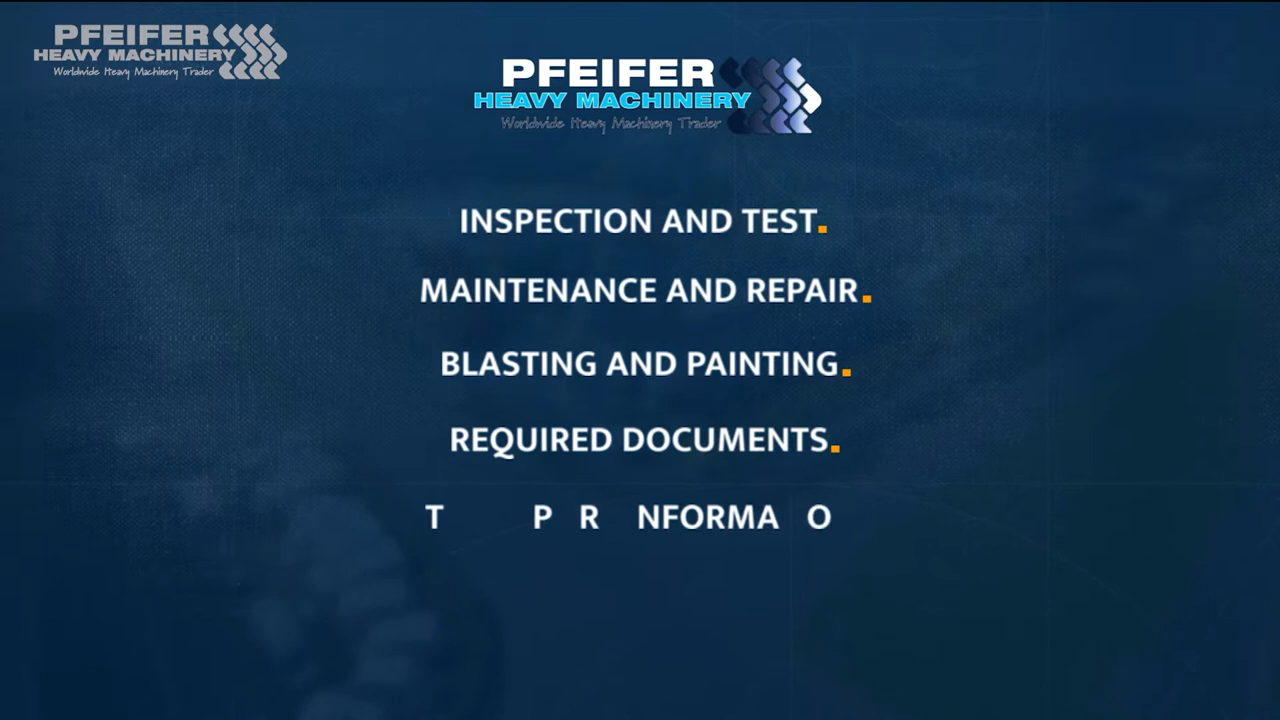 PFEIFER
HEAVY MACHINERY
Worldwide Heavy Machinery Trader
PFEIFER
HEAVY MACHINERY
Worldwide Heavy Machinery Trader
INSPECTION AND TEST.
MAINTENANCE AND REPAIR.
BLASTING AND PAINTING.
REQUIRED DOCUMENTS.
T P R NFORMA O